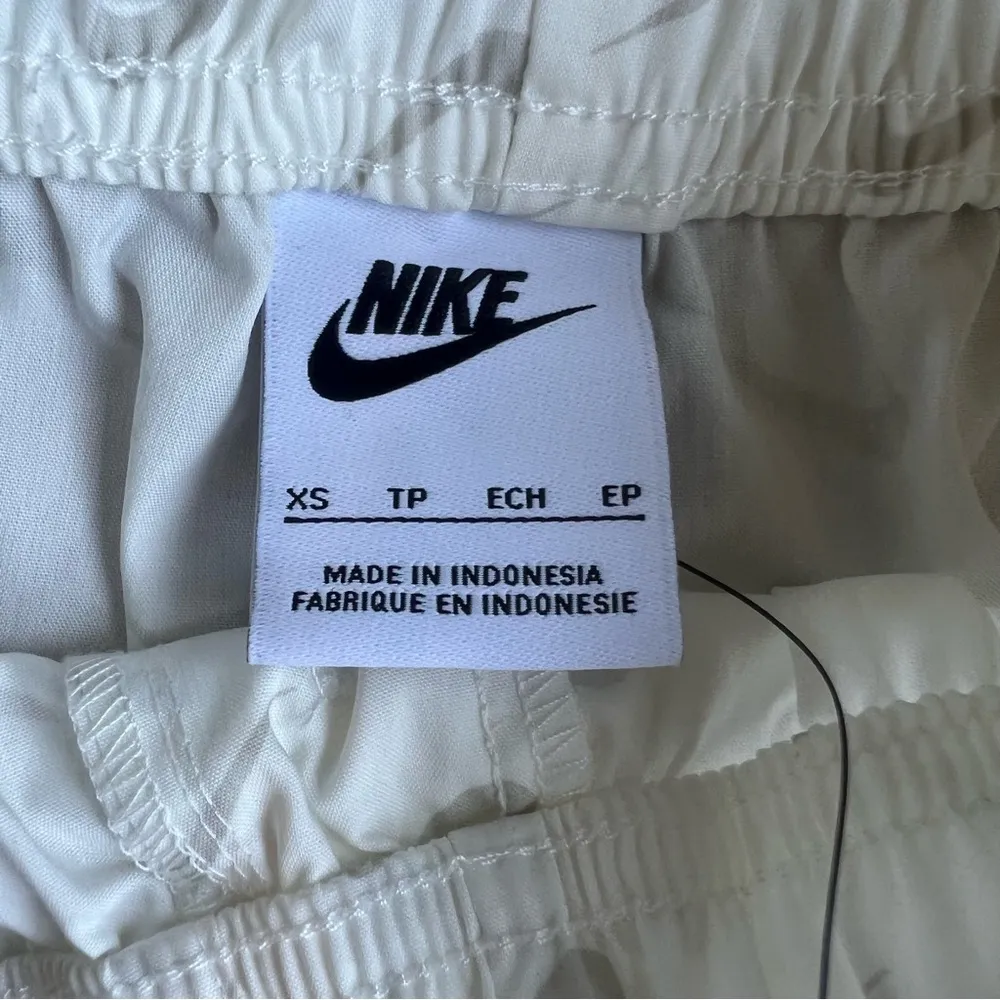 NIKE
XS TP ECH EP
MADE IN INDONESIA
FABRIQUE EN INDONESIE